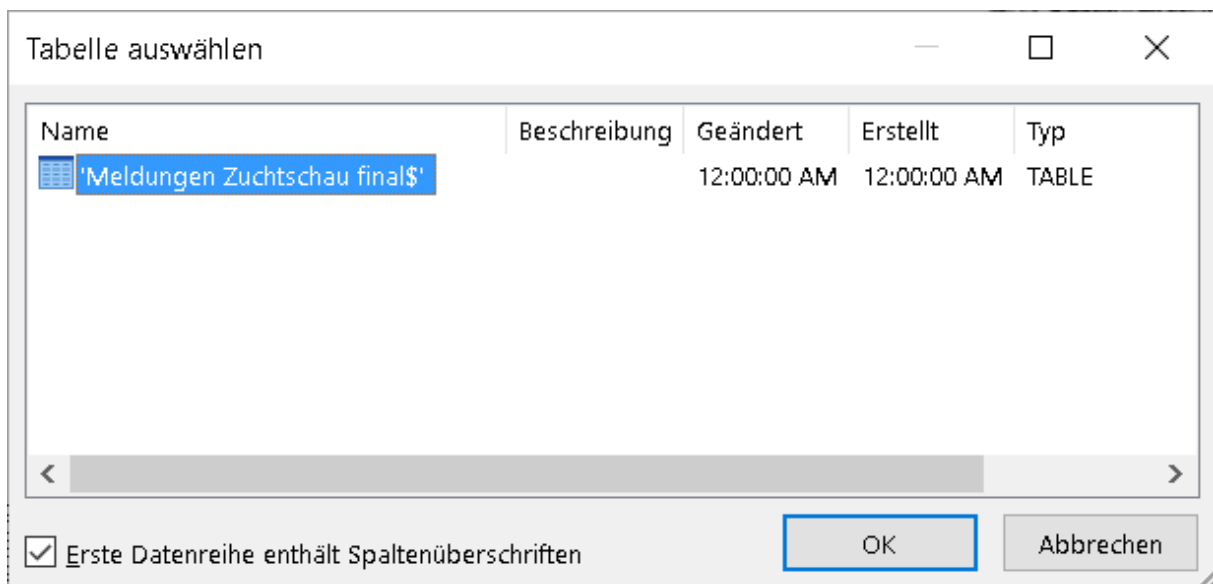 Tabelle auswählen
Name Beschreibung Geändert Erstellt Typ
'Meldungen Zuchtschau final$' 12:00:00 AM 12:00:00 AM TABLE
Erste Datenreihe enthält Spaltenüberschriften OK Abbrechen